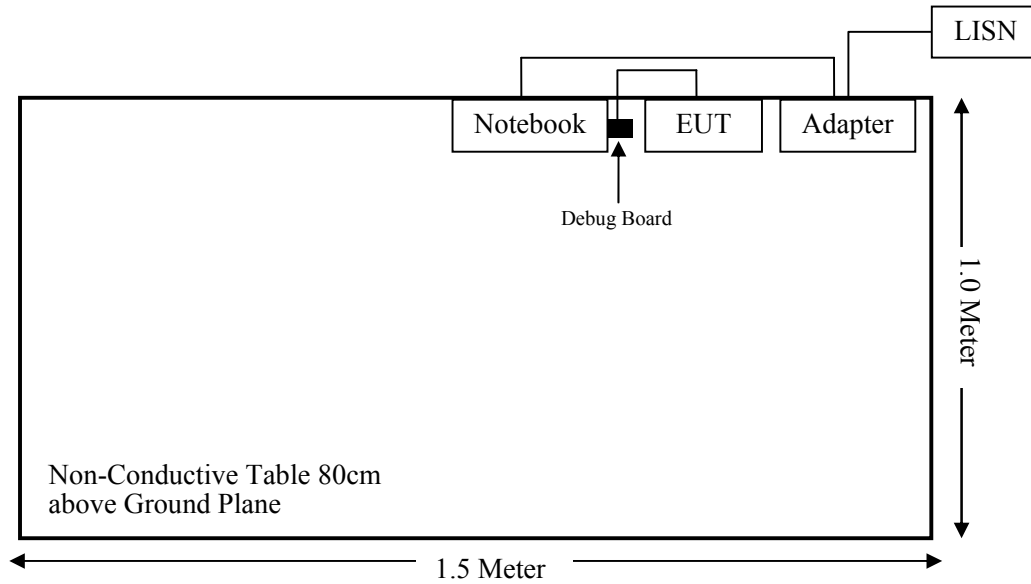 LISN
Notebook
EUT
Adapter
Debug Board
1.0 Meter
Non-Conductive Table 80cm
above Ground Plane
1.5 Meter